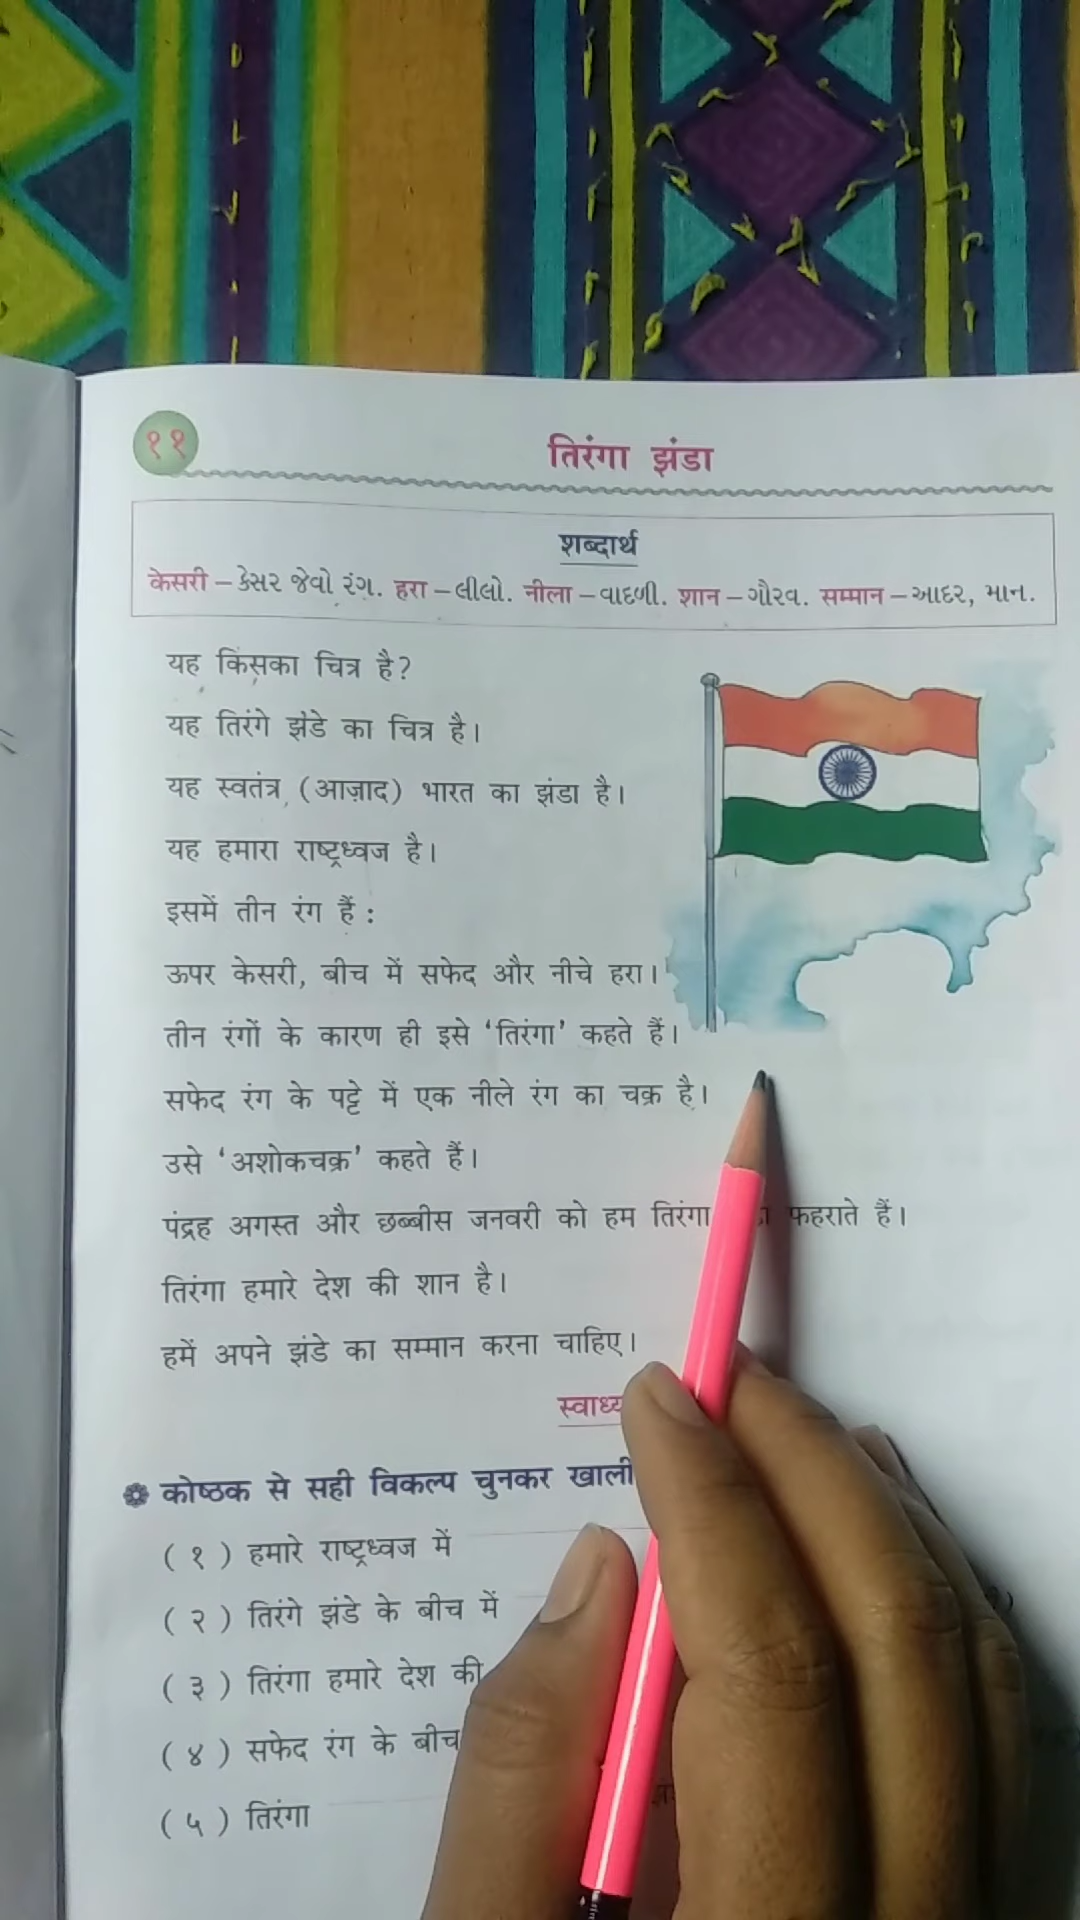 ११
तिरंगा झंडा
शब्दार्थ
केसरी – કેસર જેવો રંગ. हरा – લીલો. नीला – વાદળી. शान – ગૌરવ. सम्मान – આદર, માન.
यह किसका चित्र है?
यह तिरंगे झंडे का चित्र है।
यह स्वतंत्र (आज़ाद) भारत का झंडा है।
यह हमारा राष्ट्रध्वज है।
इसमें तीन रंग हैं :
ऊपर केसरी, बीच में सफेद और नीचे हरा।
तीन रंगों के कारण ही इसे ‘तिरंगा’ कहते हैं।
सफेद रंग के पट्टे में एक नीले रंग का चक्र है।
उसे ‘अशोकचक्र’ कहते हैं।
पंद्रह अगस्त और छब्बीस जनवरी को हम तिरंगा फहराते हैं।
तिरंगा हमारे देश की शान है।
हमें अपने झंडे का सम्मान करना चाहिए।
कोष्ठक से सही विकल्प चुनकर खाली
( १ ) हमारे राष्ट्रध्वज में
( २ ) तिरंगे झंडे के बीच में
( ३ ) तिरंगा हमारे देश की
( ४ ) सफेद रंग के बीच
( ५ ) तिरंगा